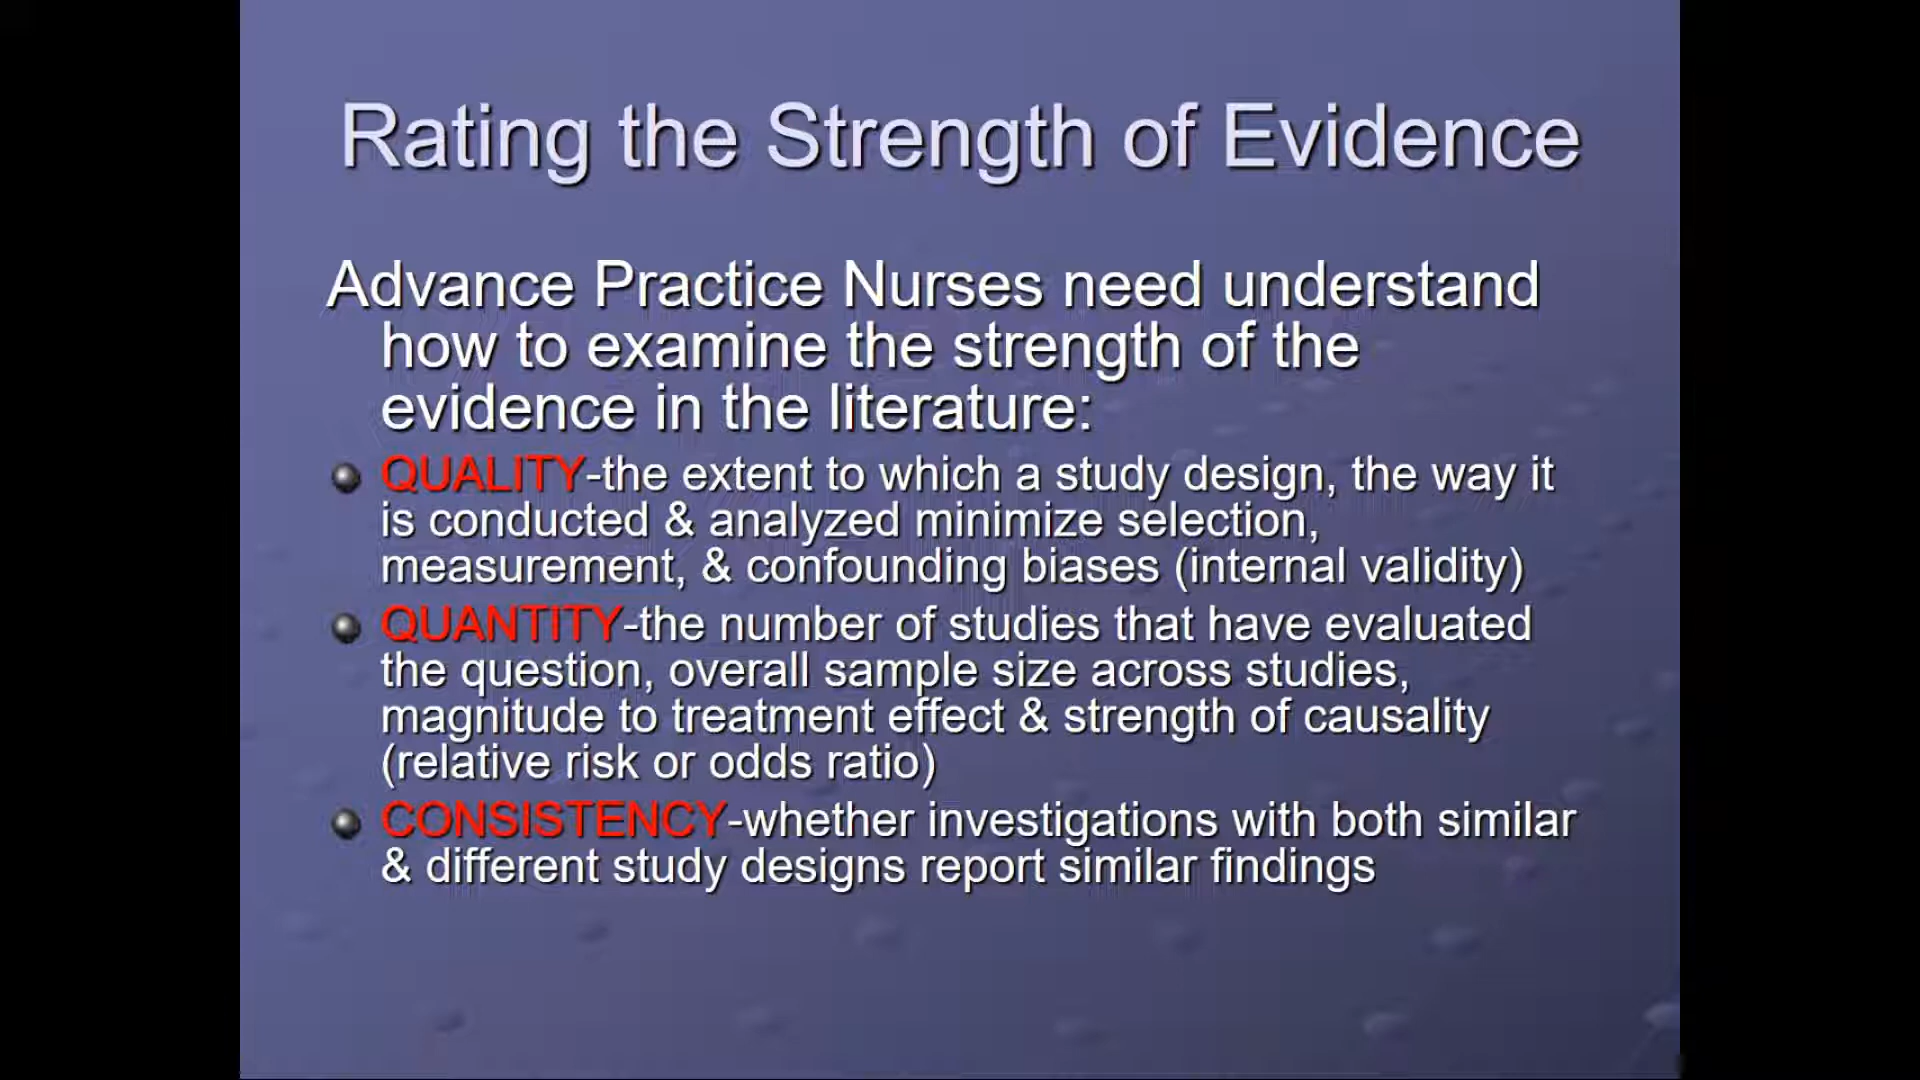 Rating the Strength of Evidence
Advance Practice Nurses need understand
how to examine the strength of the
evidence in the literature:
QUALITY-the extent to which a study design, the way it
is conducted & analyzed minimize selection,
measurement, & confounding biases (internal validity)
QUANTITY-the number of studies that have evaluated
the question, overall sample size across studies,
magnitude to treatment effect & strength of causality
(relative risk or odds ratio)
CONSISTENCY-whether investigations with both similar
& different study designs report similar findings